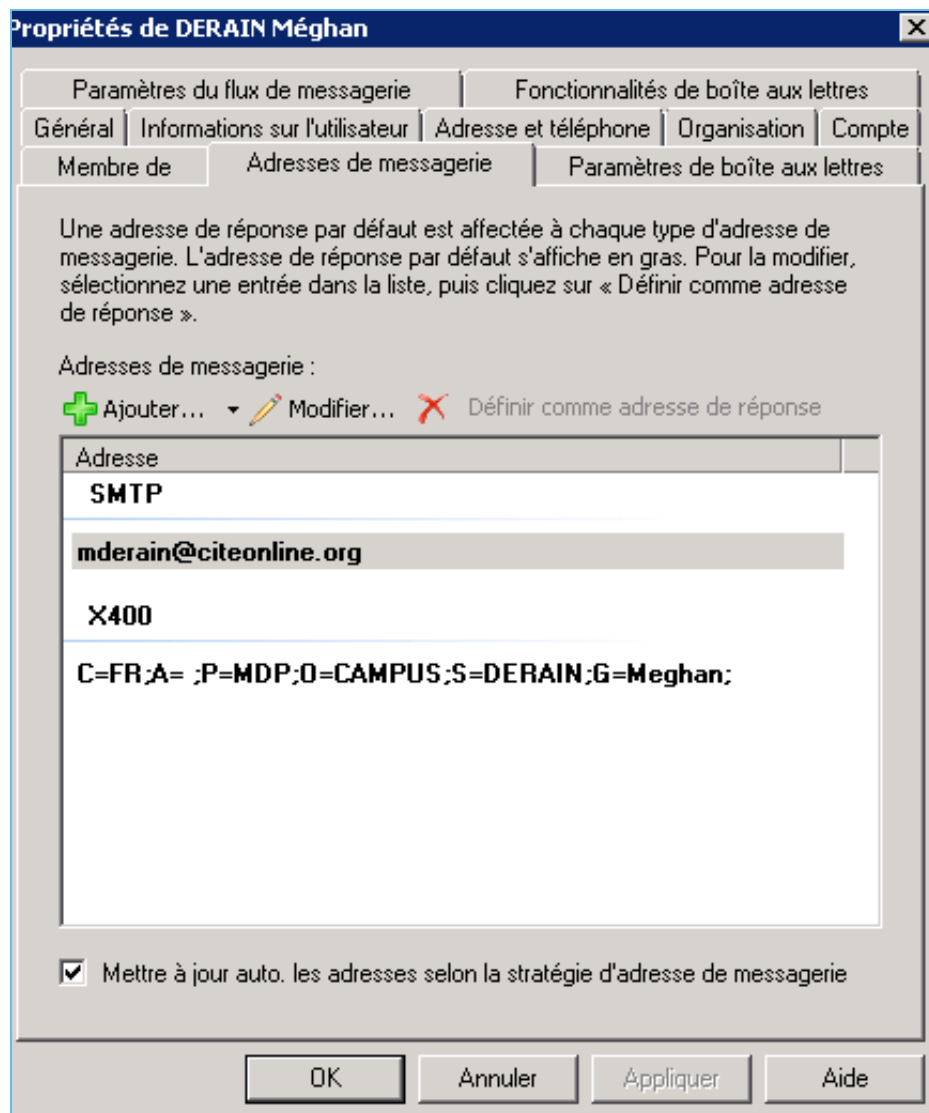 Propriétés de DERAIN Méghan
Paramètres du flux de messagerie Fonctionnalités de boîte aux lettres
Général Informations sur l'utilisateur Adresse et téléphone Organisation Compte
Membre de Adresses de messagerie Paramètres de boîte aux lettres
Une adresse de réponse par défaut est affectée à chaque type d'adresse de
messagerie. L'adresse de réponse par défaut s'affiche en gras. Pour la modifier,
sélectionnez une entrée dans la liste, puis cliquez sur « Définir comme adresse
de réponse ».
Adresses de messagerie :
Ajouter... Modifier... Définir comme adresse de réponse
Adresse
SMTP
mderain@citeonline.org
X400
C=FR;A= ;P=MDP;O=CAMPUS;S=DERAIN;G=Meghan;
Mettre à jour auto. les adresses selon la stratégie d'adresse de messagerie
OK Annuler Appliquer Aide